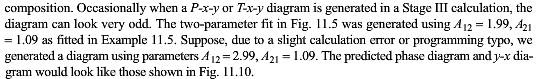 composition. Occasionally when a P-x-y or T-x-y diagram is generated in a Stage III calculation, the
diagram can look very odd. The two-parameter fit in Fig. 11.5 was generated using A12 = 1.99, A21
= 1.09 as fitted in Example 11.5. Suppose, due to a slight calculation error or programming typo, we
generated a diagram using parameters A12 = 2.99, A21 = 1.09. The predicted phase diagram and y-x dia-
gram would look like those shown in Fig. 11.10.